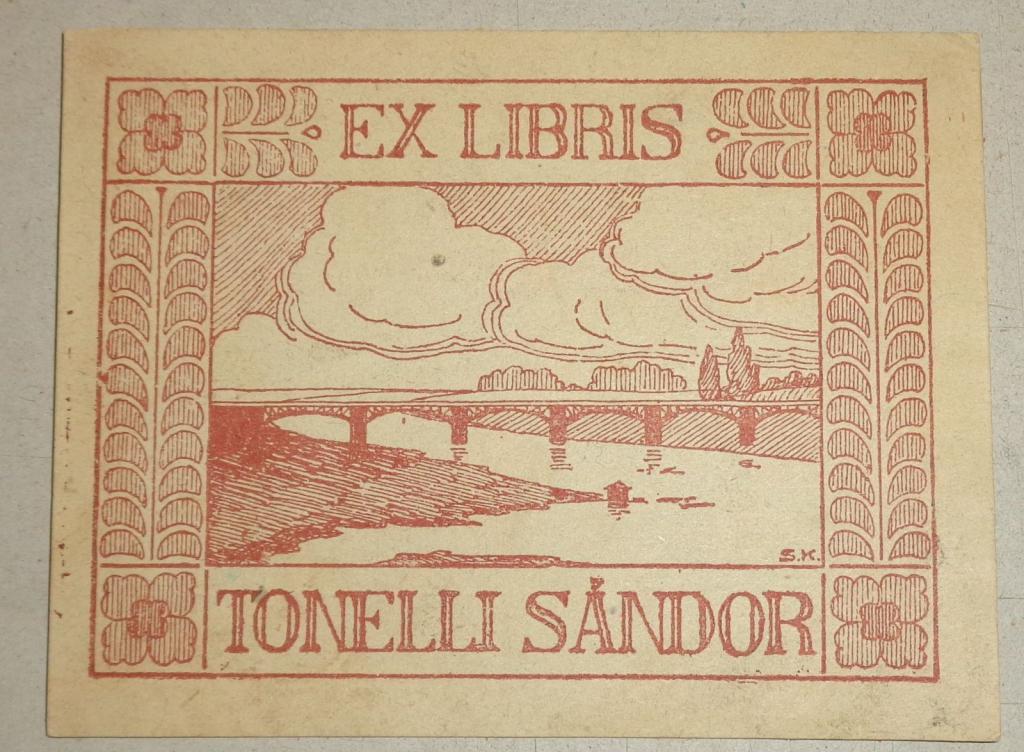 EX LIBRIS
S.K.
TONELLI SÁNDOR